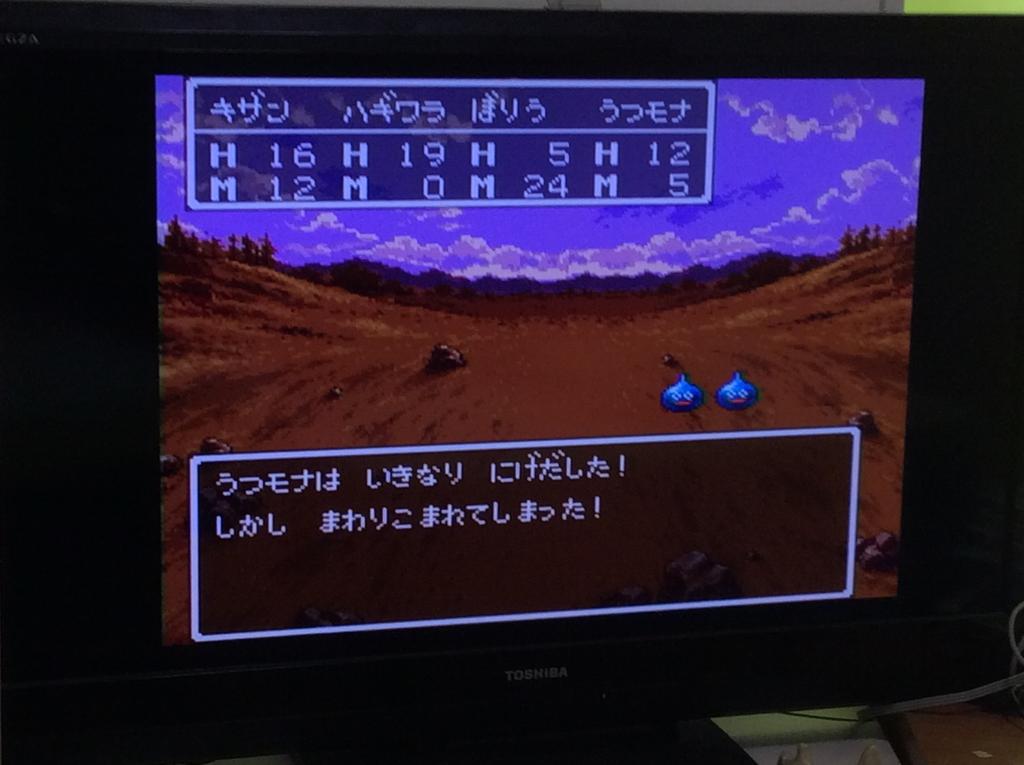 キザン ハギワラ ぼりう うつモナ
H 16 H 19 H 5 H 12
M 12 M 0 M 24 M 5
うつモナは いきなり にげだした!
しかし まわりこまれてしまった!
TOSHIBA